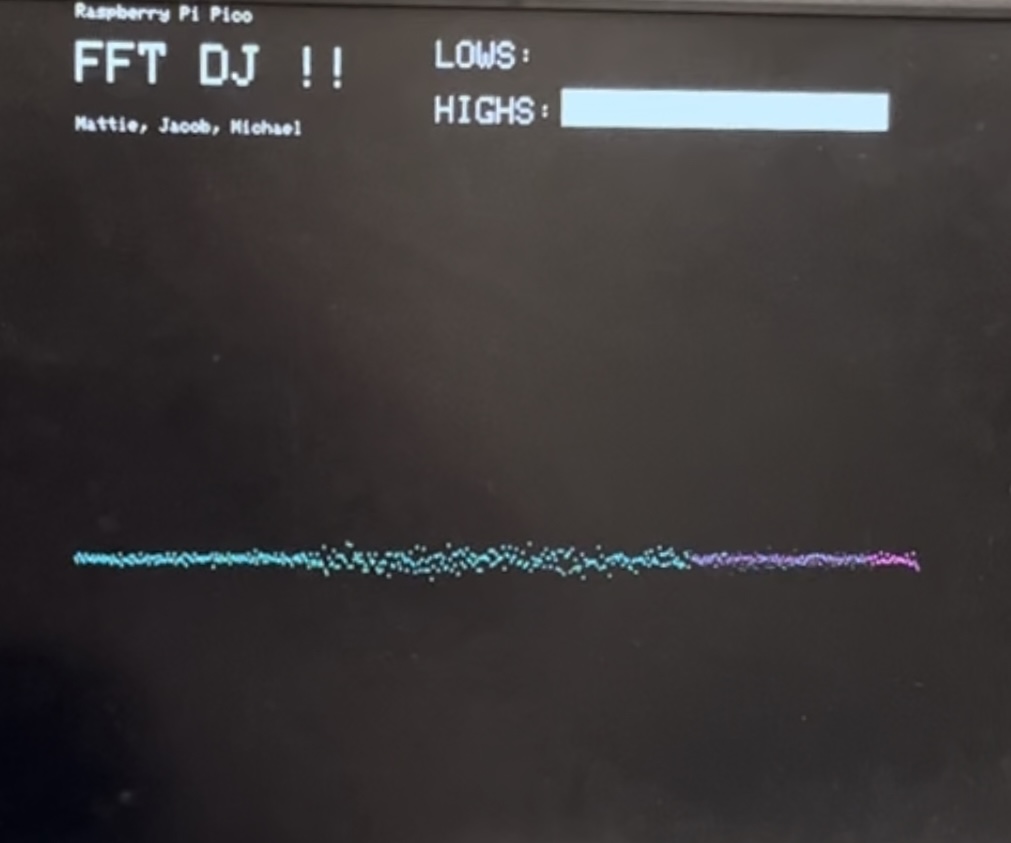 Raspberry Pi Pico
FFT DJ !!
Mattie, Jacob, Michael
LOWS:
HIGHS: